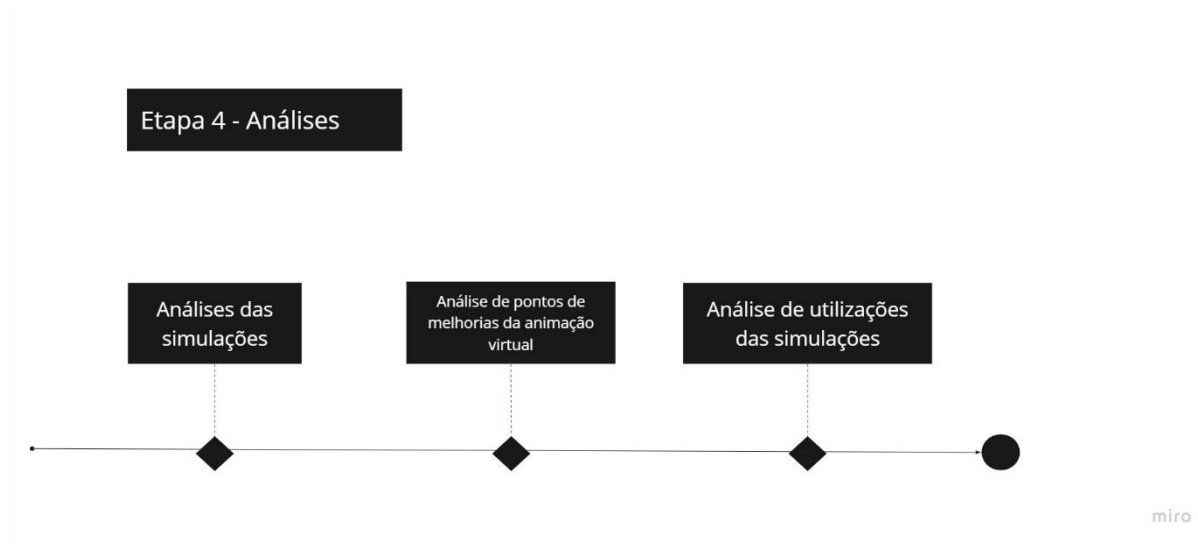 Etapa 4 - Análises
Análises das
simulações
Análise de pontos de
melhorias da animação
virtual
Análise de utilizações
das simulações
miro